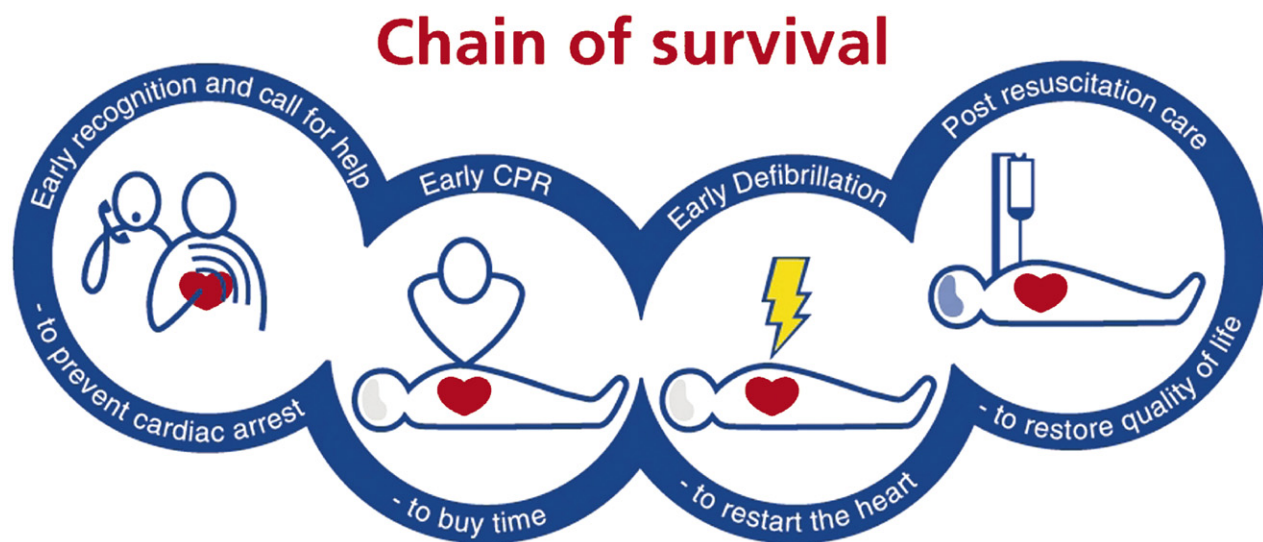 Chain of survival
Early recognition and call for help
- to prevent cardiac arrest
Early CPR
- to buy time
Early Defibrillation
- to restart the heart
Post resuscitation care
- to restore quality of life